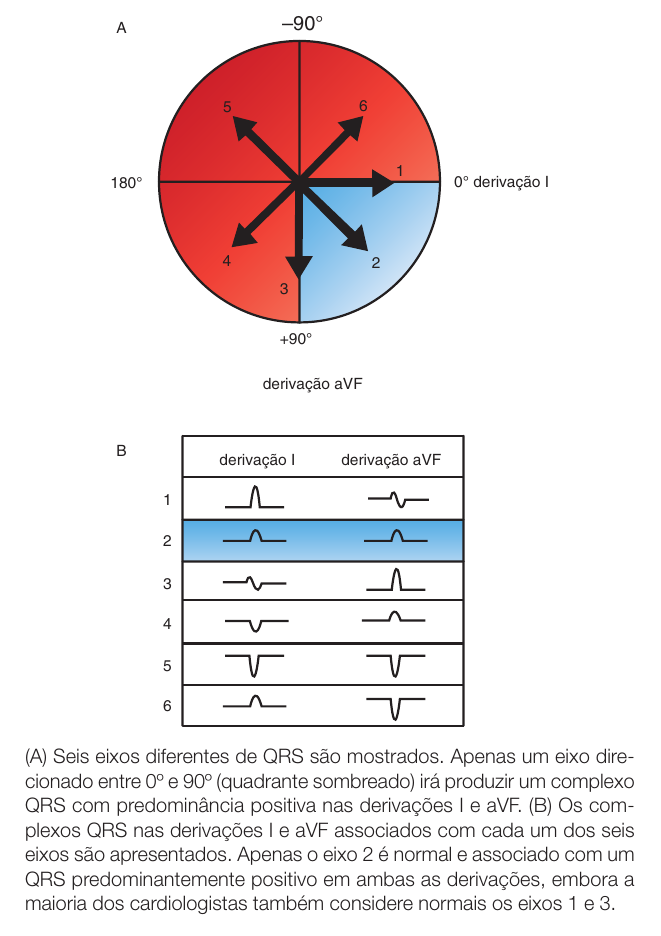 A
–90°
5
6
1
180°
0° derivação I
4
2
3
+90°
derivação aVF
B
derivação I derivação aVF
1
2
3
4
5
6
(A) Seis eixos diferentes de QRS são mostrados. Apenas um eixo dire-
cionado entre 0º e 90º (quadrante sombreado) irá produzir um complexo
QRS com predominância positiva nas derivações I e aVF. (B) Os com-
plexos QRS nas derivações I e aVF associados com cada um dos seis
eixos são apresentados. Apenas o eixo 2 é normal e associado com um
QRS predominantemente positivo em ambas as derivações, embora a
maioria dos cardiologistas também considere normais os eixos 1 e 3.